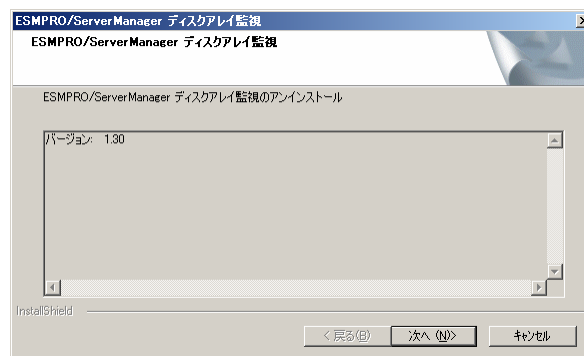 ESMPRO/ServerManager ディスクアレイ監視
ESMPRO/ServerManager ディスクアレイ監視
ESMPRO/ServerManager ディスクアレイ監視のアンインストール
バージョン: 1.30
InstallShield
< 戻る(B)
次へ (N)>
キャンセル